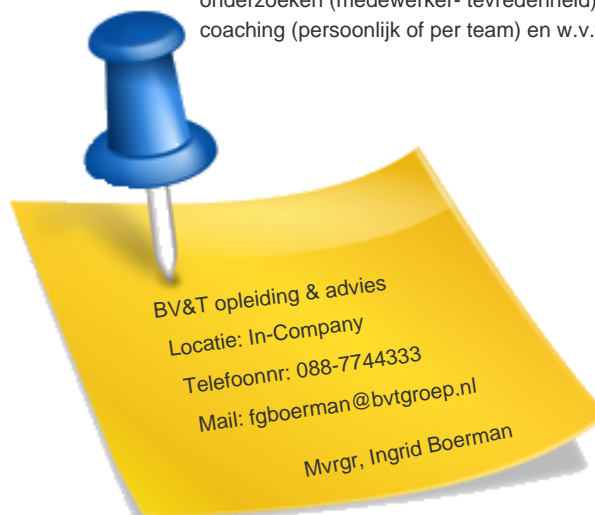 onderzoeken (medewerker- tevredenheid)
coaching (persoonlijk of per team) en w.v.
BV&T opleiding & advies
Locatie: In-Company
Telefoonnr: 088-7744333
Mail: fgboerman@bvtgroep.nl
Mvrgr, Ingrid Boerman